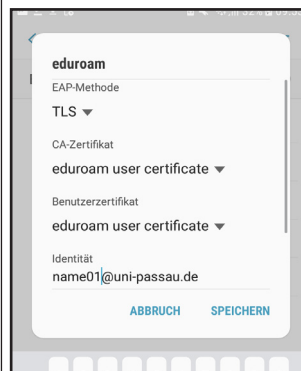 eduroam
EAP-Methode
TLS
CA-Zertifikat
eduroam user certificate
Benutzerzertifikat
eduroam user certificate
Identität
name01@uni-passau.de
ABBRUCH SPEICHERN